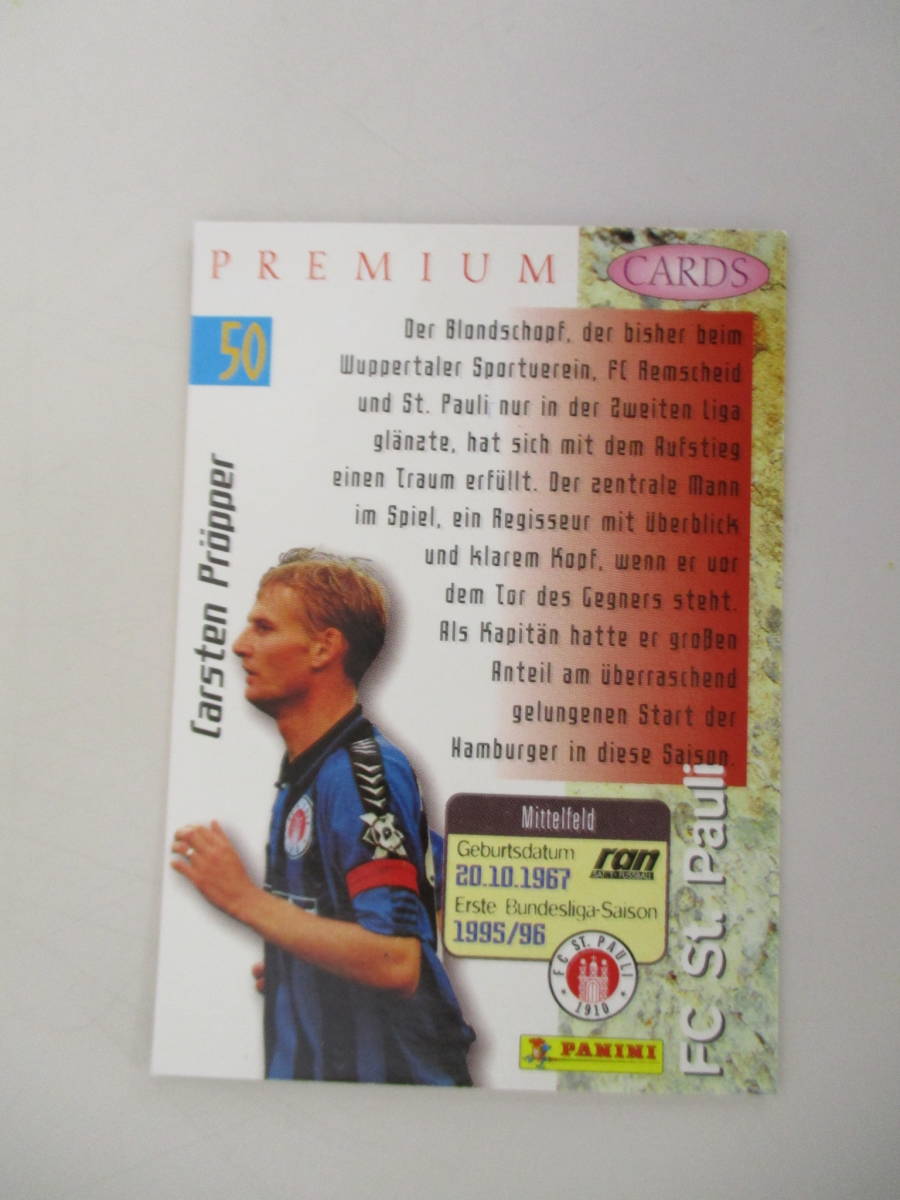 PREMIUM CARDS
50
Carsten Pröpper
Der Blondschopf, der bisher beim
Wuppertaler Sportverein, FC Remscheid
und St. Pauli nur in der Zweiten Liga
glänzte, hat sich mit dem Aufstieg
einen Traum erfüllt. Der zentrale Mann
im Spiel, ein Regisseur mit Überblick
und klarem Kopf, wenn er vor
dem Tor des Gegners steht.
Als Kapitän hatte er großen
Anteil am überraschend
gelungenen Start der
Hamburger in diese Saison.
Mittelfeld
Geburtsdatum
20.10.1967
Erste Bundesliga-Saison
1995/96
ran
SAT.1-FUSSBALL
FC ST. PAULI
1910
PANINI
FC St. Pauli